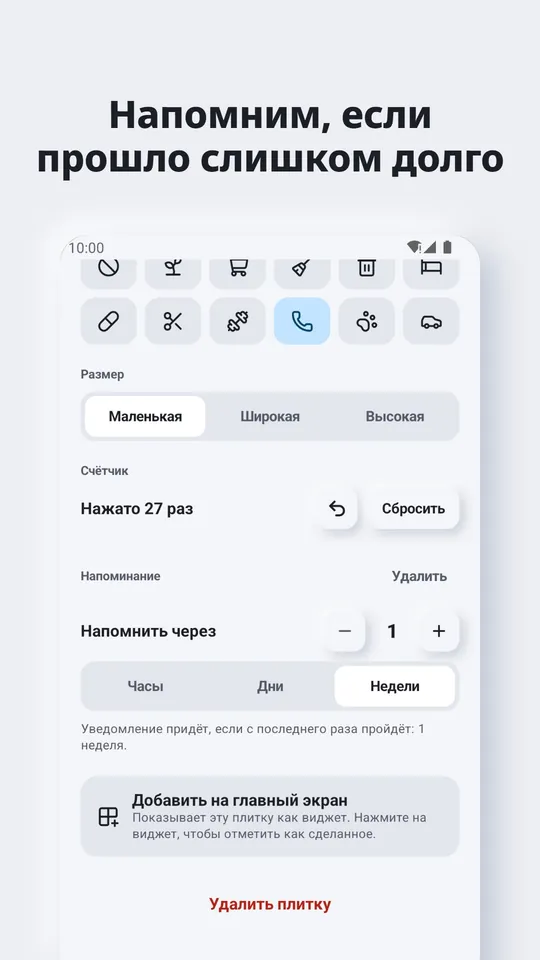 Напомним, если
прошло слишком долго
10:00
Размер
Маленькая Широкая Высокая
Счётчик
Нажато 27 раз Сбросить
Напоминание Удалить
Напомнить через − 1 +
Часы Дни Недели
Уведомление придёт, если с последнего раза пройдёт: 1
неделя.
Добавить на главный экран
Показывает эту плитку как виджет. Нажмите на
виджет, чтобы отметить как сделанное.
Удалить плитку